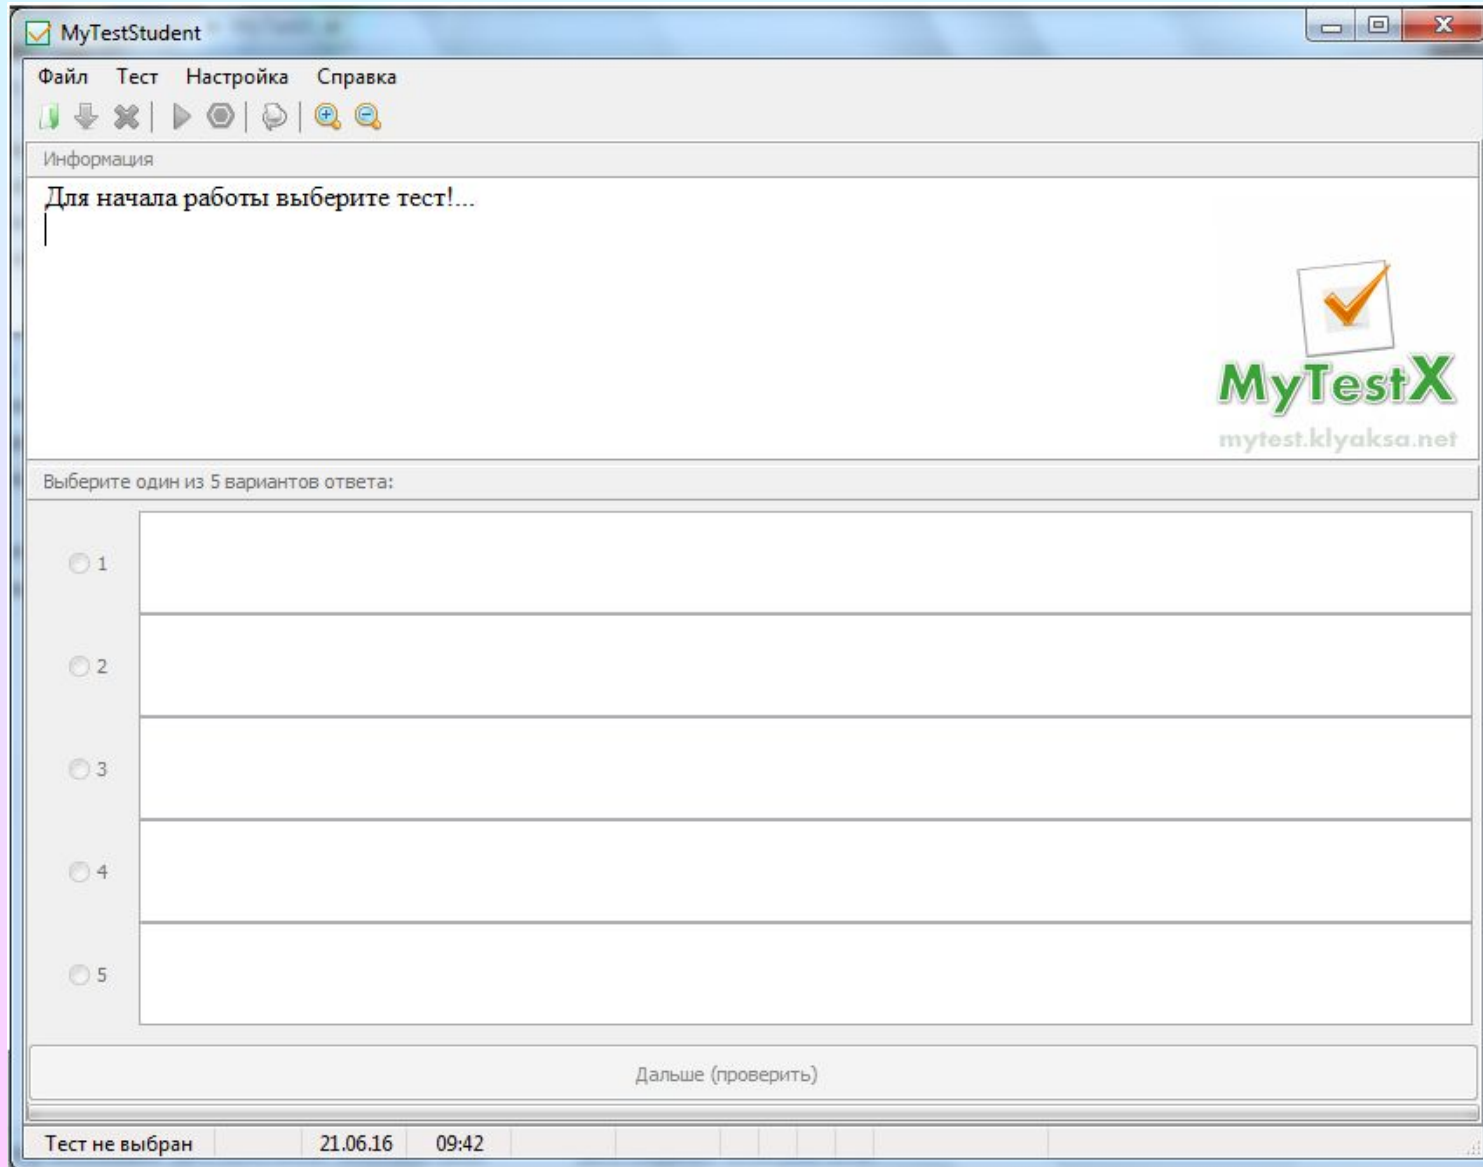 MyTestStudent
Файл Тест Настройка Справка
Информация
Для начала работы выберите тест!...
MyTestX
mytest.klyaksa.net
Выберите один из 5 вариантов ответа:
1
2
3
4
5
Дальше (проверить)
Тест не выбран 21.06.16 09:42